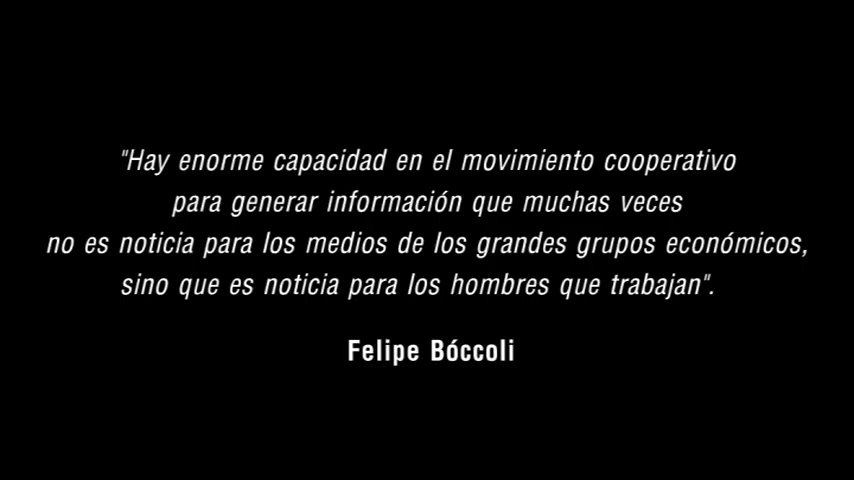 "Hay enorme capacidad en el movimiento cooperativo
para generar información que muchas veces
no es noticia para los medios de los grandes grupos económicos,
sino que es noticia para los hombres que trabajan".
Felipe Bóccoli